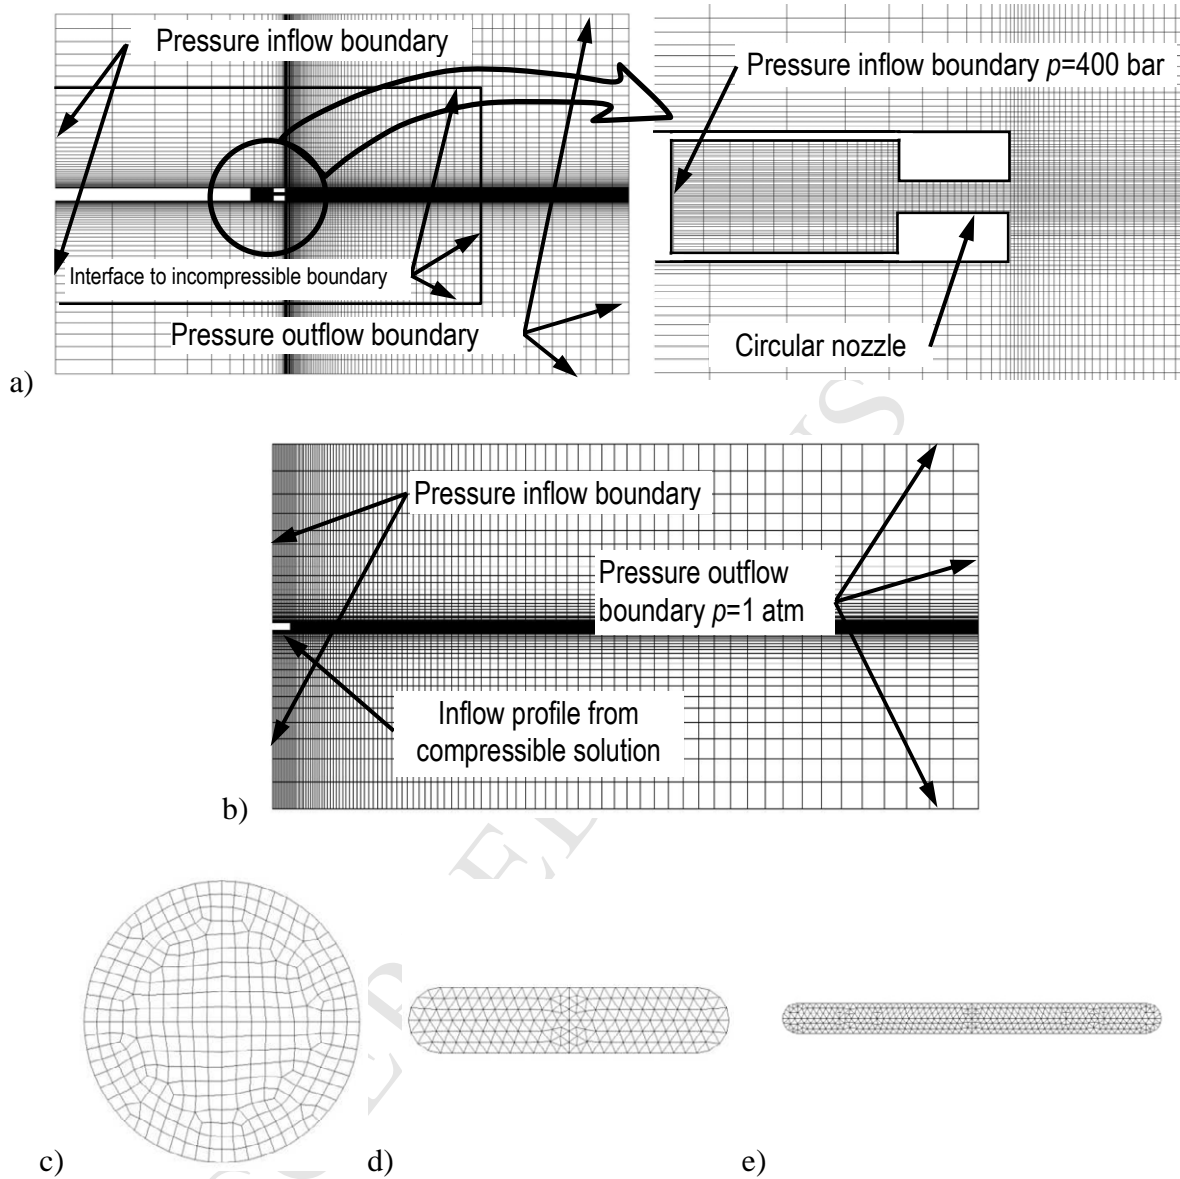 Pressure inflow boundary
Pressure inflow boundary p=400 bar
Interface to incompressible boundary
Pressure outflow boundary
Circular nozzle
a)
Pressure inflow boundary
Pressure outflow
boundary p=1 atm
Inflow profile from
compressible solution
b)
c)
d)
e)